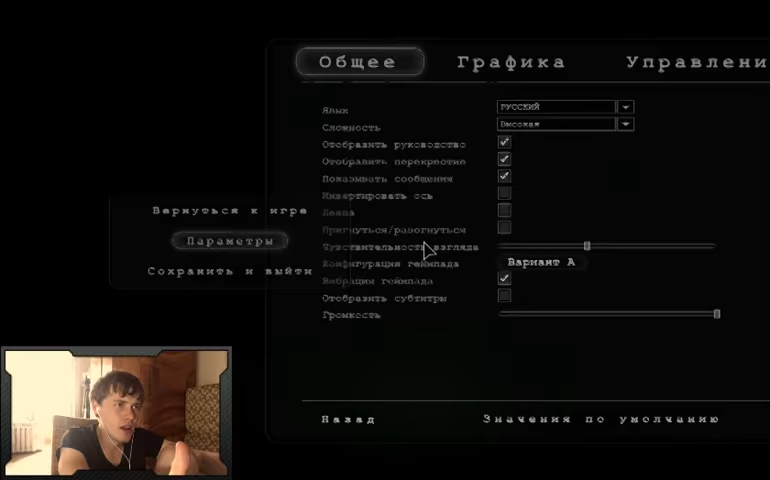 Общее Графика Управлени
Язык РУССКИЙ
Сложность Высокая
Отобразить руководство
Отобразить перекрестие
Показывать сообщения
Инвертировать ось
Левша
Пригнуться/разогнуться
Чувствительность взгляда
Конфигурация геймпада Вариант А
Вибрация геймпада
Отобразить субтитры
Громкость
Вернуться к игре
Параметры
Сохранить и выйти
Назад Значения по умолчанию